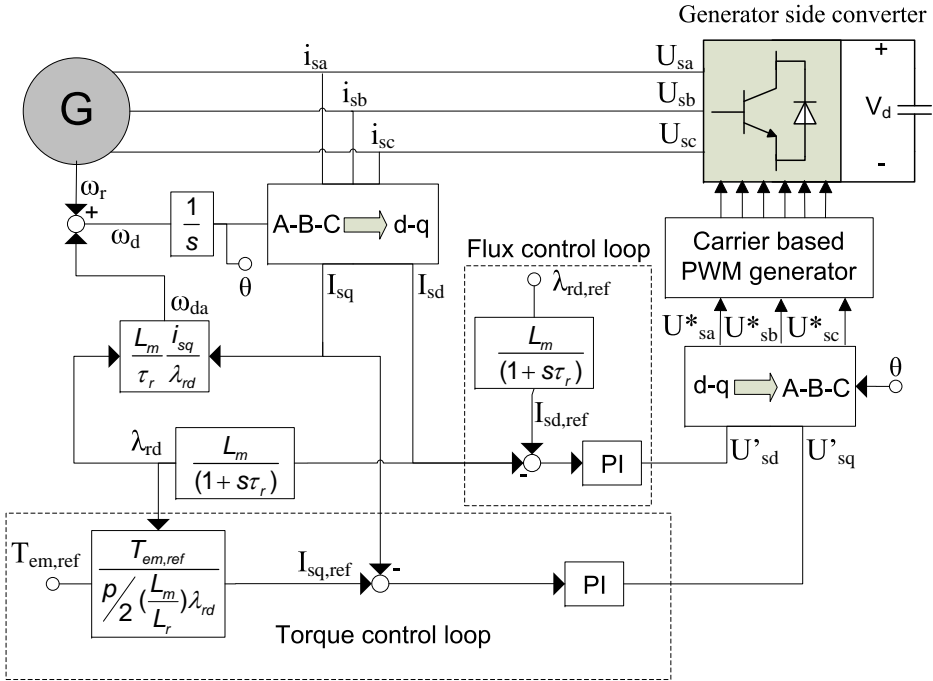 Generator side converter
G
i_sa
i_sb
i_sc
U_sa
U_sb
U_sc
+
V_d
-
ω_r
+
ω_d
1/s
θ
A-B-C d-q
I_sq
I_sd
Flux control loop
λ_rd,ref
L_m/(1 + sτ_r)
I_sd,ref
Carrier based
PWM generator
U*_sa U*_sb U*_sc
d-q A-B-C
θ
ω_da
L_m/τ_r i_sq/λ_rd
λ_rd
L_m/(1 + sτ_r)
-
PI
U'_sd
U'_sq
T_em,ref
T_em,ref/p/2 (L_m/L_r)λ_rd
I_sq,ref
-
PI
Torque control loop